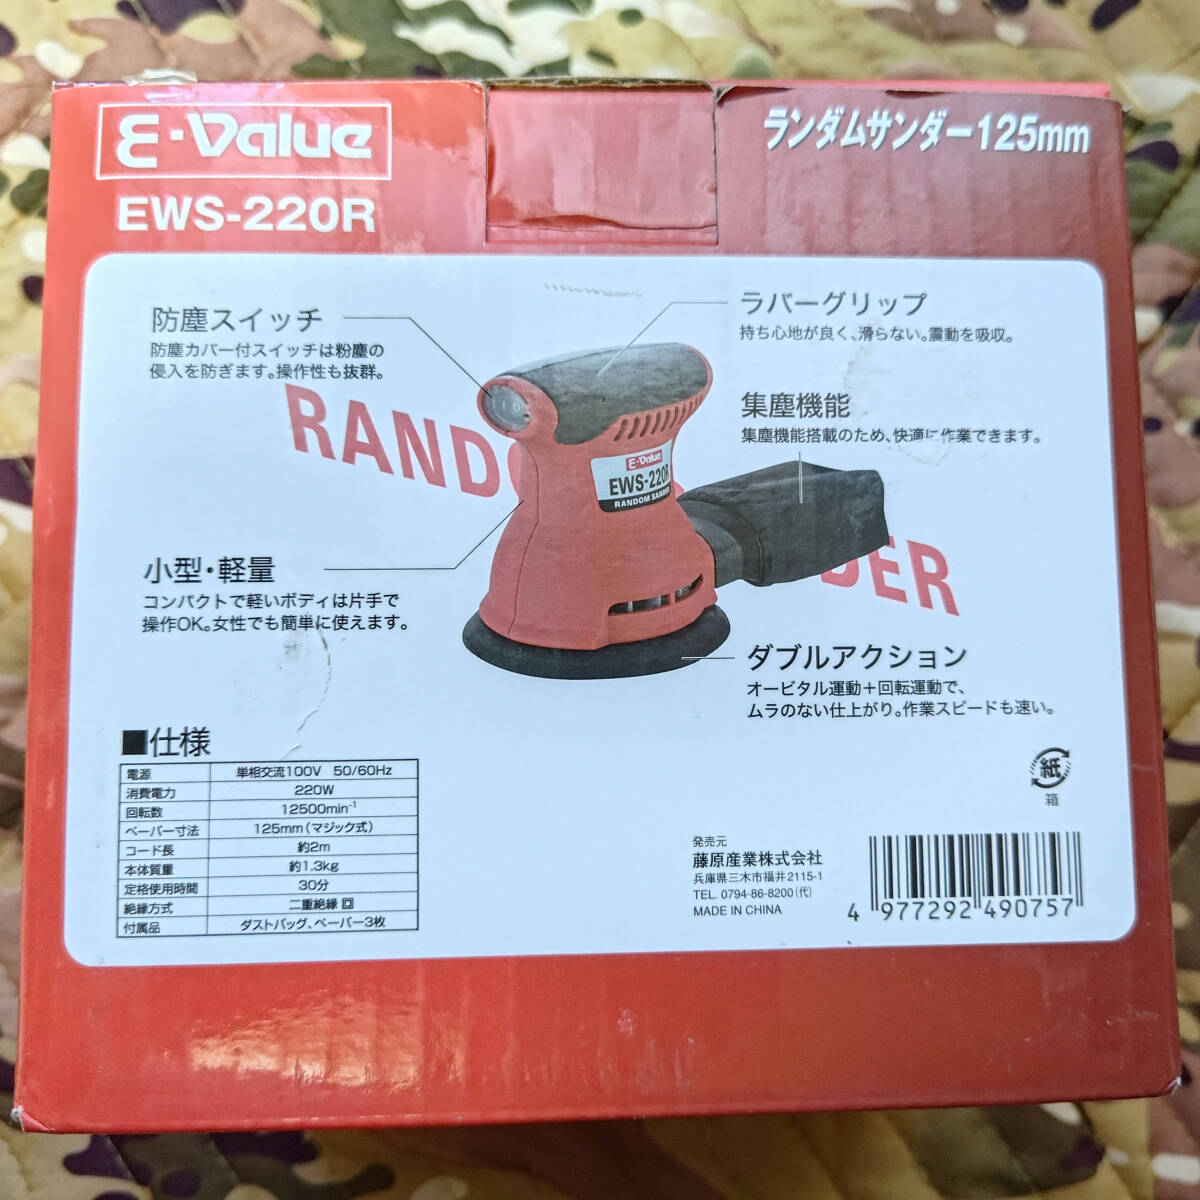 E-Value
EWS-220R
ランダムサンダー125mm
防塵スイッチ
防塵カバー付スイッチは粉塵の
侵入を防ぎます。操作性も抜群。
ラバーグリップ
持ち心地が良く、滑らない。震動を吸収。
集塵機能
集塵機能搭載のため、快適に作業できます。
E-Value
EWS-220R
RANDOM SANDER
小型・軽量
コンパクトで軽いボディは片手で
操作OK。女性でも簡単に使えます。
ダブルアクション
オービタル運動＋回転運動で、
ムラのない仕上がり。作業スピードも速い。
■仕様
電源 単相交流100V 50/60Hz
消費電力 220W
回転数 12500min-1
ペーパー寸法 125mm（マジック式）
コード長 約2m
本体質量 約1.3kg
定格使用時間 30分
絶縁方式 二重絶縁 回
付属品 ダストバッグ、ペーパー3枚
紙
箱
発売元
藤原産業株式会社
兵庫県三木市福井2115-1
TEL. 0794-86-8200（代）
MADE IN CHINA
4 977292 490757